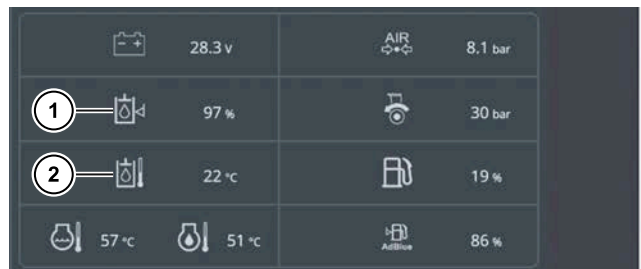 28.3 v
AIR
8.1 bar
1
97 %
30 bar
2
22 °C
19 %
57 °C
51 °C
AdBlue
86 %